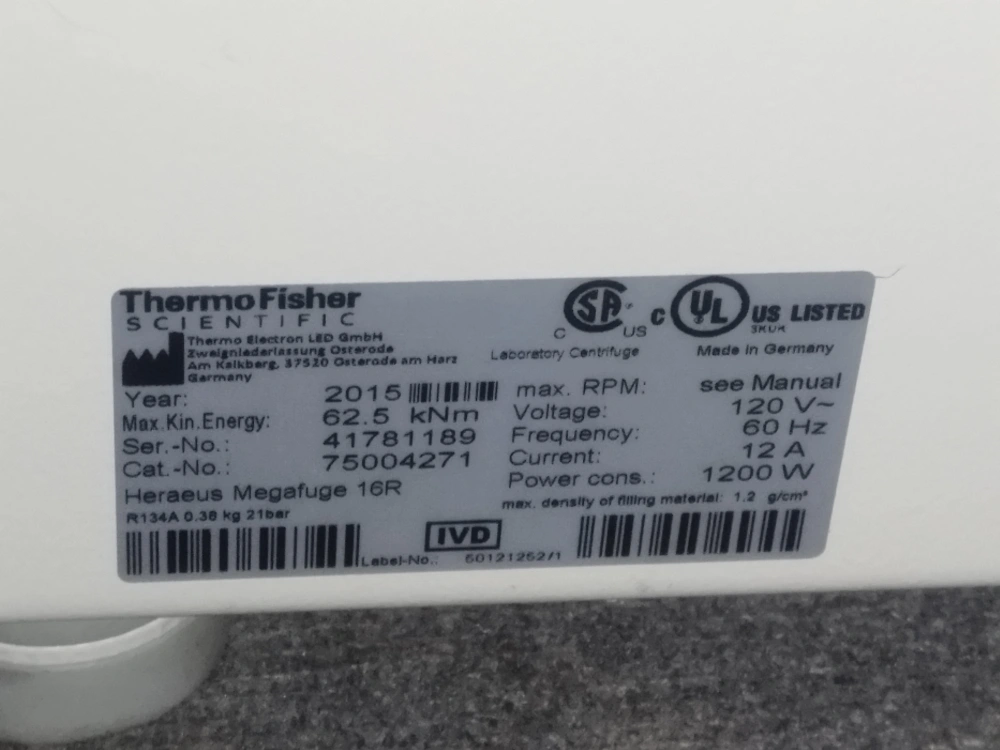 ThermoFisher
SCIENTIFIC
Thermo Electron LED GmbH
Zweigniederlassung Osterode
Am Kalkberg, 37520 Osterode am Harz
Germany
C SA US
C UL US LISTED
Laboratory Centrifuge
Made in Germany
Year: 2015
Max.Kin.Energy: 62.5 kNm
Ser.-No.: 41781189
Cat.-No.: 75004271
Heraeus Megafuge 16R
R134A 0.38 kg 21bar
max. RPM: see Manual
Voltage: 120 V~
Frequency: 60 Hz
Current: 12 A
Power cons.: 1200 W
max. density of filling material: 1.2 g/cm³
IVD
Label-No.: 50121252/1